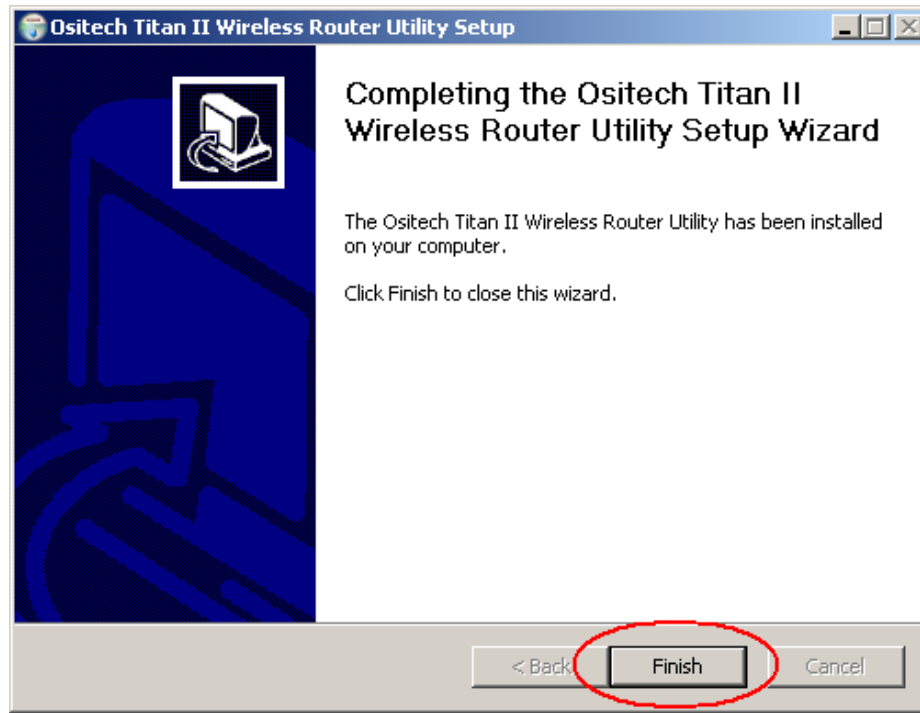 Ositech Titan II Wireless Router Utility Setup
Completing the Ositech Titan II
Wireless Router Utility Setup Wizard
The Ositech Titan II Wireless Router Utility has been installed
on your computer.
Click Finish to close this wizard.
< Back Finish Cancel